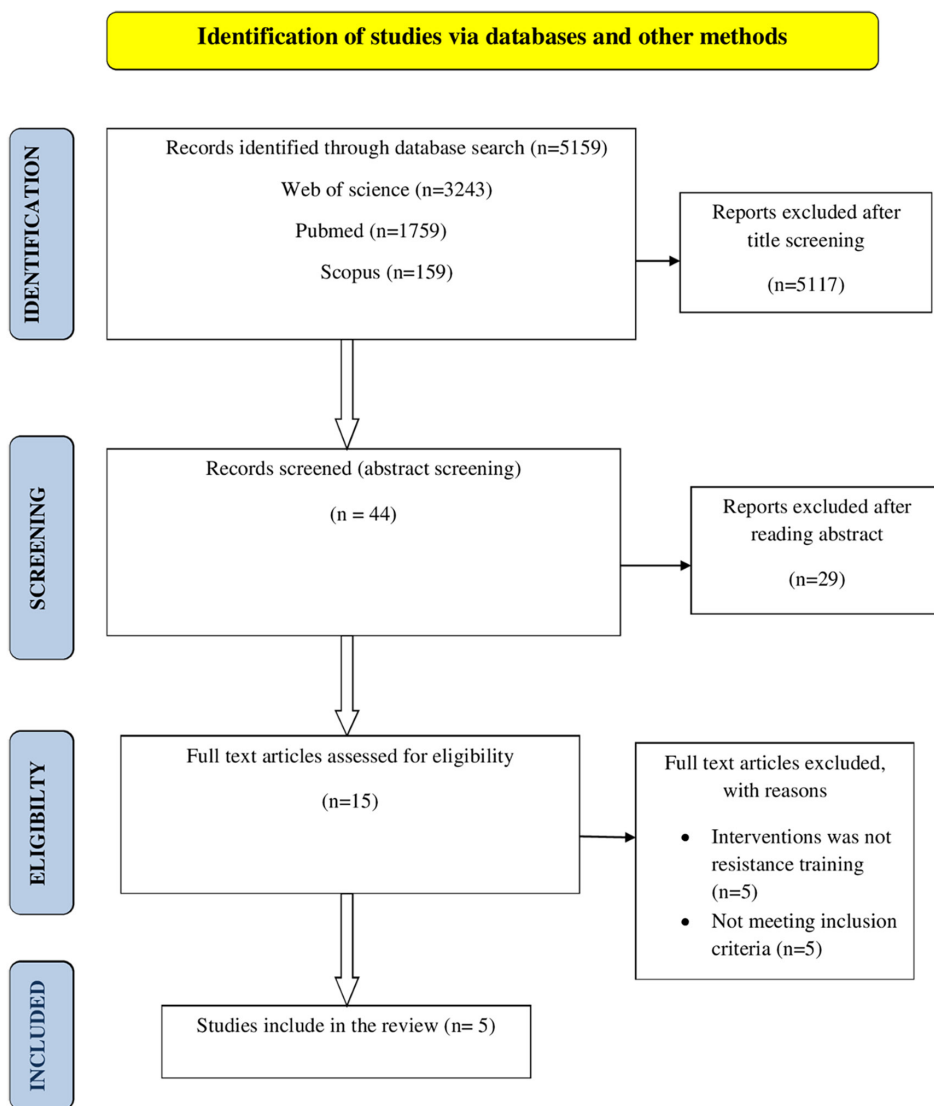 Identification of studies via databases and other methods
IDENTIFICATION
Records identified through database search (n=5159)
Web of science (n=3243)
Pubmed (n=1759)
Scopus (n=159)
Reports excluded after
title screening
(n=5117)
SCREENING
Records screened (abstract screening)
(n = 44)
Reports excluded after
reading abstract
(n=29)
ELIGIBILTY
Full text articles assessed for eligibility
(n=15)
Full text articles excluded,
with reasons
• Interventions was not
resistance training
(n=5)
• Not meeting inclusion
criteria (n=5)
INCLUDED
Studies include in the review (n= 5)